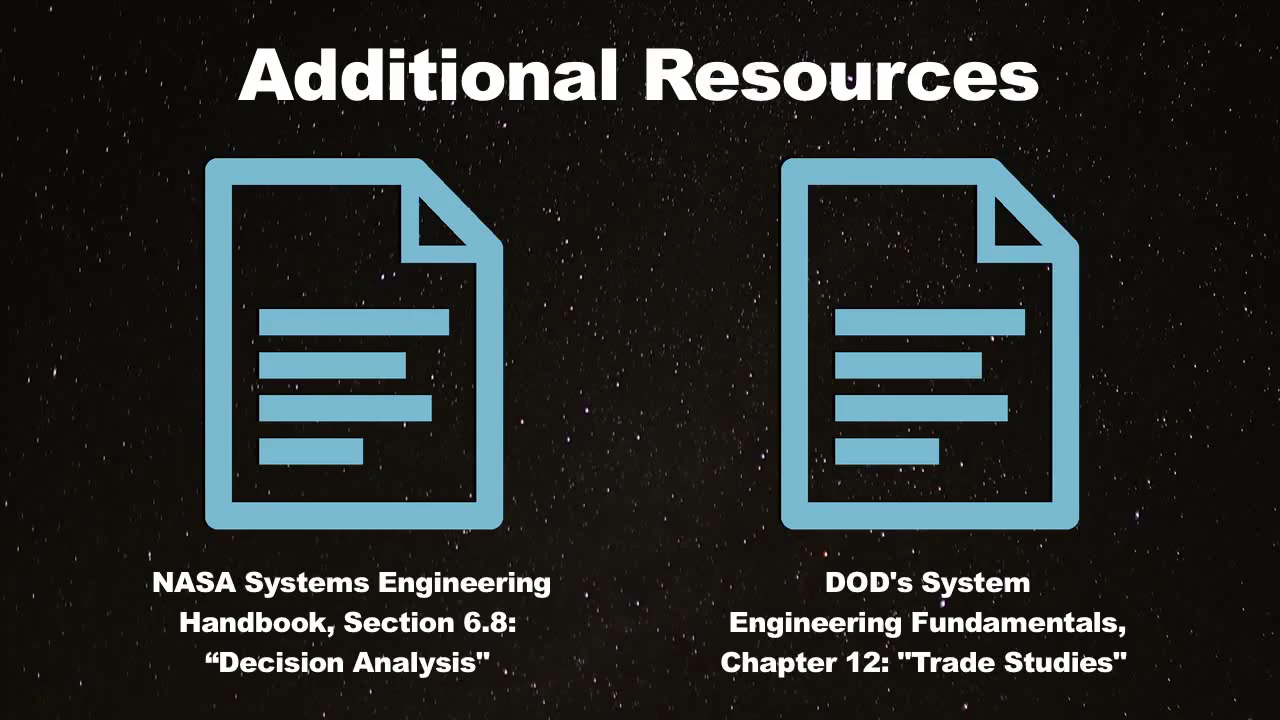 Additional Resources
NASA Systems Engineering
Handbook, Section 6.8:
“Decision Analysis"
DOD's System
Engineering Fundamentals,
Chapter 12: "Trade Studies"